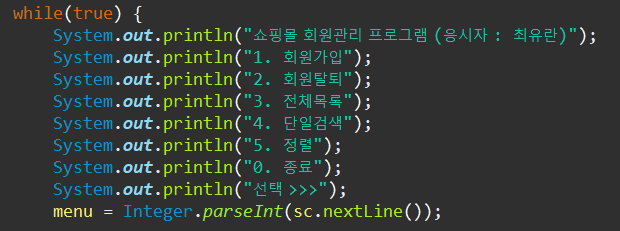 while(true) {
System.out.println("쇼핑몰 회원관리 프로그램 (응시자 : 최유란)");
System.out.println("1. 회원가입");
System.out.println("2. 회원탈퇴");
System.out.println("3. 전체목록");
System.out.println("4. 단일검색");
System.out.println("5. 정렬");
System.out.println("0. 종료");
System.out.println("선택 >>>");
menu = Integer.parseInt(sc.nextLine());